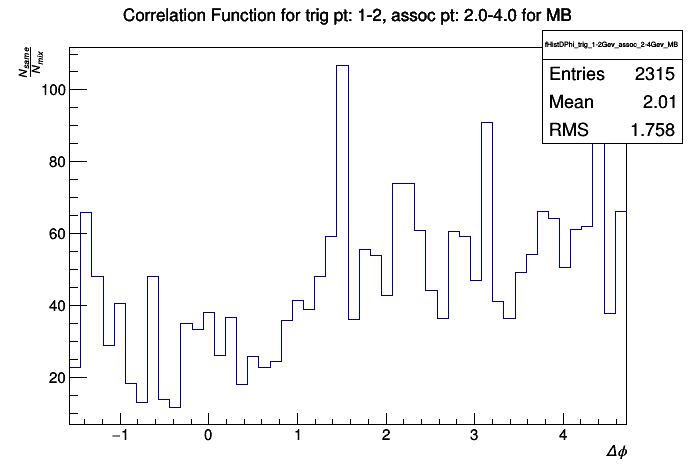 Correlation Function for trig pt: 1-2, assoc pt: 2.0-4.0 for MB
N_same
N_mix
fHistDPhi_trig_1-2Gev_assoc_2-4Gev_MB
Entries 2315
Mean 2.01
RMS 1.758
100
80
60
40
20
−1 0 1 2 3 4
Δϕ